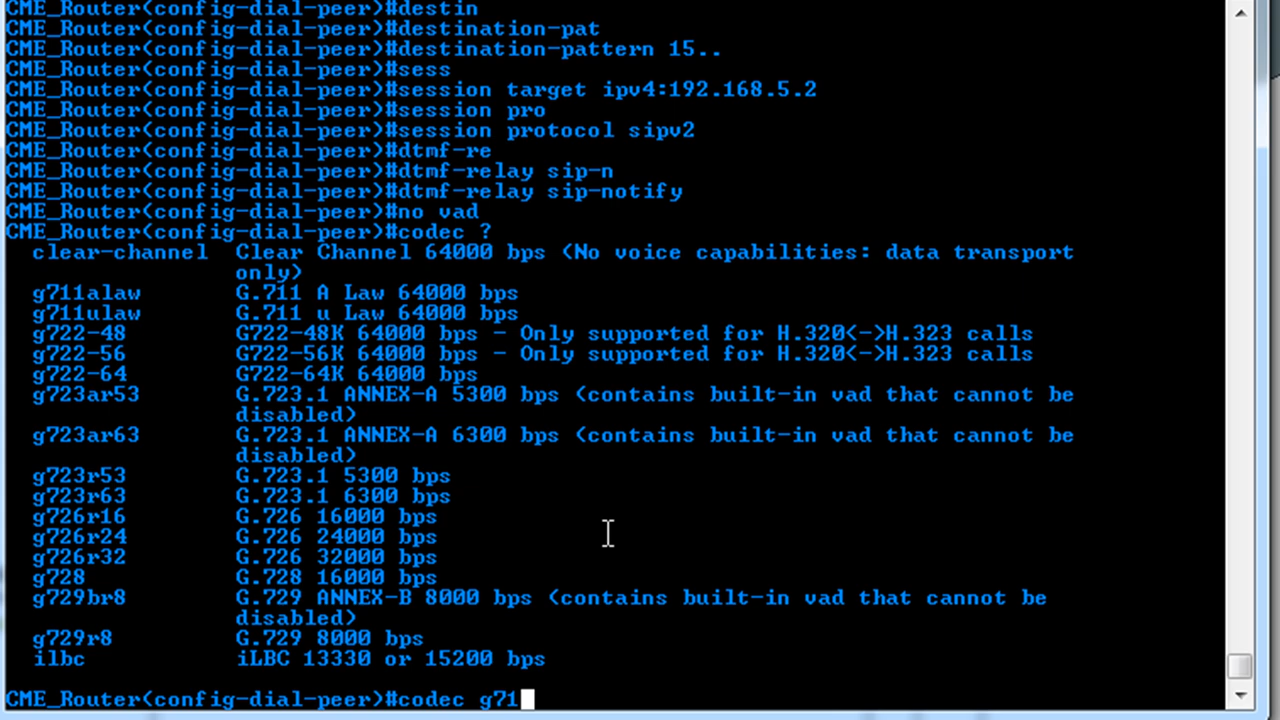 CME_Router(config-dial-peer)#destin
CME_Router(config-dial-peer)#destination-pat
CME_Router(config-dial-peer)#destination-pattern 15..
CME_Router(config-dial-peer)#sess
CME_Router(config-dial-peer)#session target ipv4:192.168.5.2
CME_Router(config-dial-peer)#session pro
CME_Router(config-dial-peer)#session protocol sipv2
CME_Router(config-dial-peer)#dtmf-re
CME_Router(config-dial-peer)#dtmf-relay sip-n
CME_Router(config-dial-peer)#dtmf-relay sip-notify
CME_Router(config-dial-peer)#no vad
CME_Router(config-dial-peer)#codec ?
clear-channel Clear Channel 64000 bps (No voice capabilities: data transport
only)
g711alaw G.711 A Law 64000 bps
g711ulaw G.711 u Law 64000 bps
g722-48 G722-48K 64000 bps - Only supported for H.320<->H.323 calls
g722-56 G722-56K 64000 bps - Only supported for H.320<->H.323 calls
g722-64 G722-64K 64000 bps
g723ar53 G.723.1 ANNEX-A 5300 bps (contains built-in vad that cannot be
disabled)
g723ar63 G.723.1 ANNEX-A 6300 bps (contains built-in vad that cannot be
disabled)
g723r53 G.723.1 5300 bps
g723r63 G.723.1 6300 bps
g726r16 G.726 16000 bps
g726r24 G.726 24000 bps
g726r32 G.726 32000 bps
g728 G.728 16000 bps
g729br8 G.729 ANNEX-B 8000 bps (contains built-in vad that cannot be
disabled)
g729r8 G.729 8000 bps
ilbc iLBC 13330 or 15200 bps
CME_Router(config-dial-peer)#codec g71